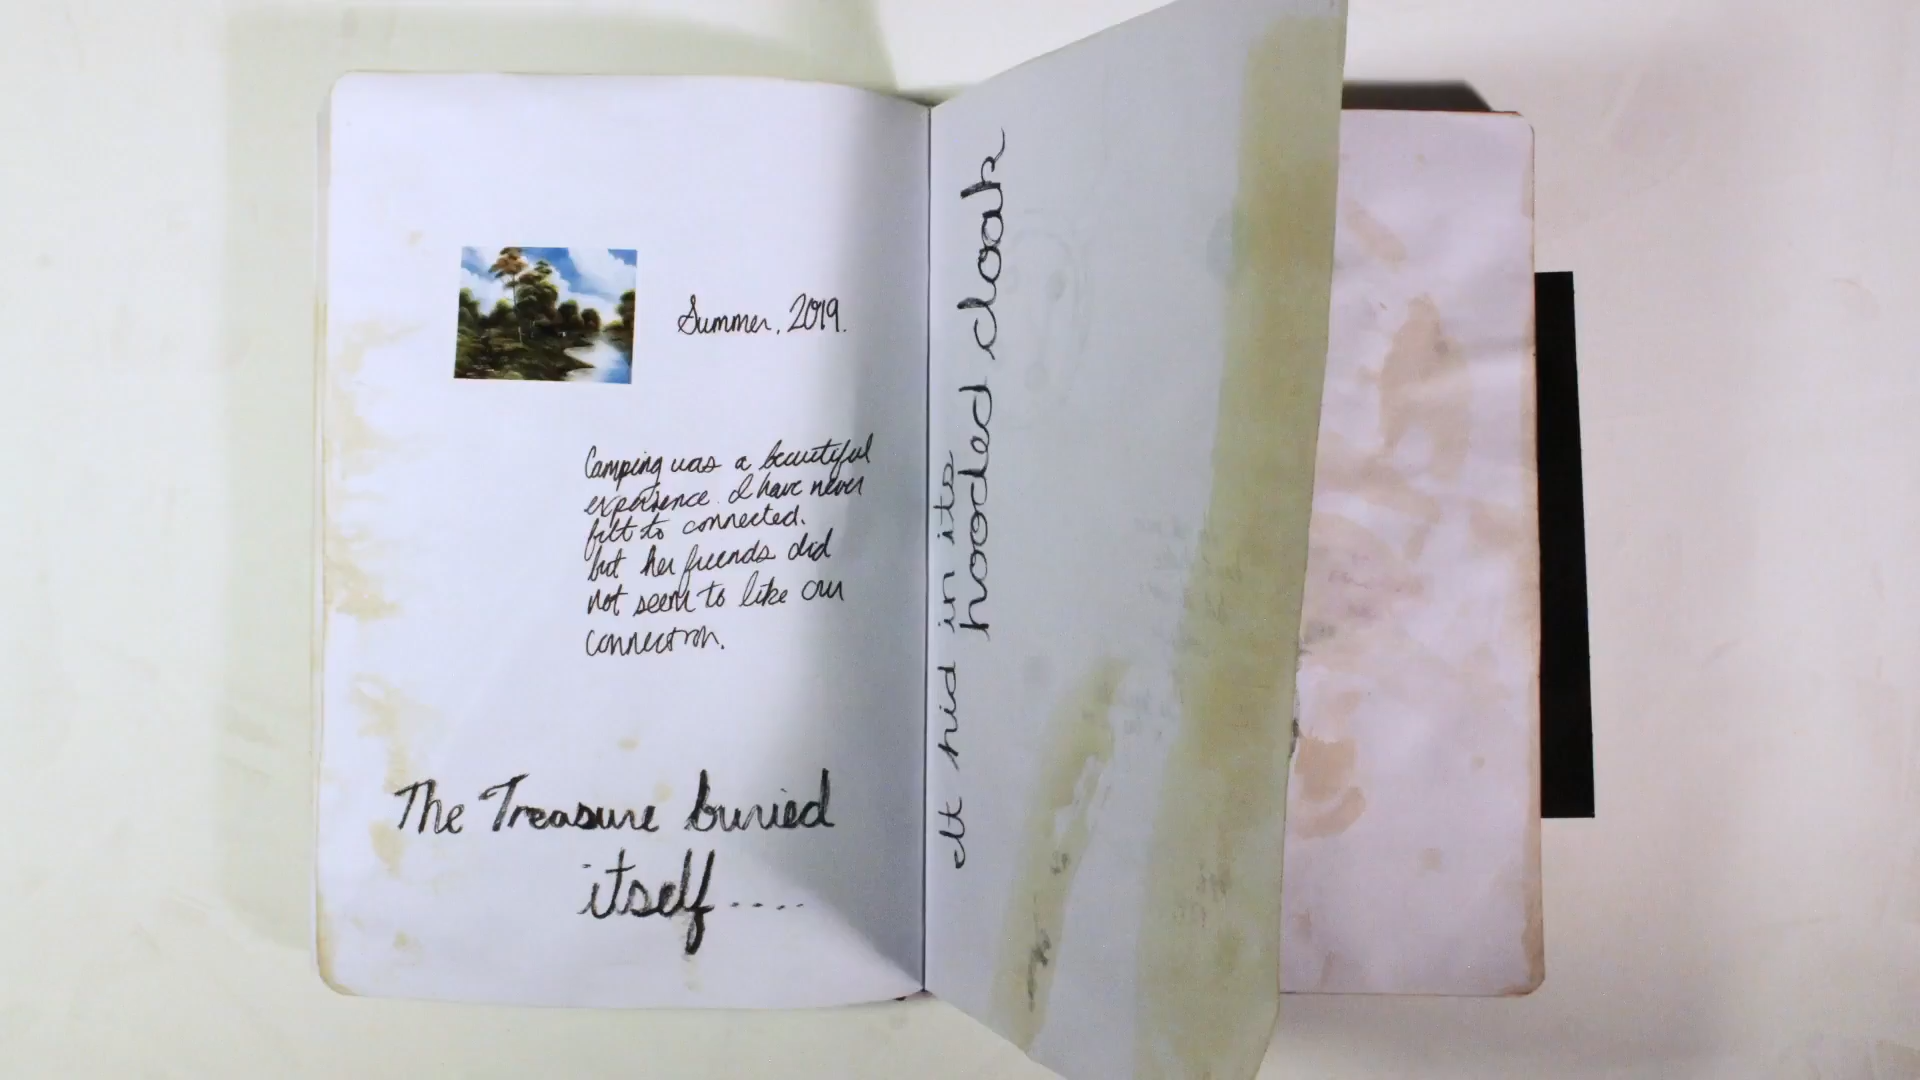 Summer, 2019.
Camping was a beautiful
experience. I have never
felt so connected.
but her friends did
not seem to like our
connection.
The Treasure buried
itself....
It hid in its
hooded cloak